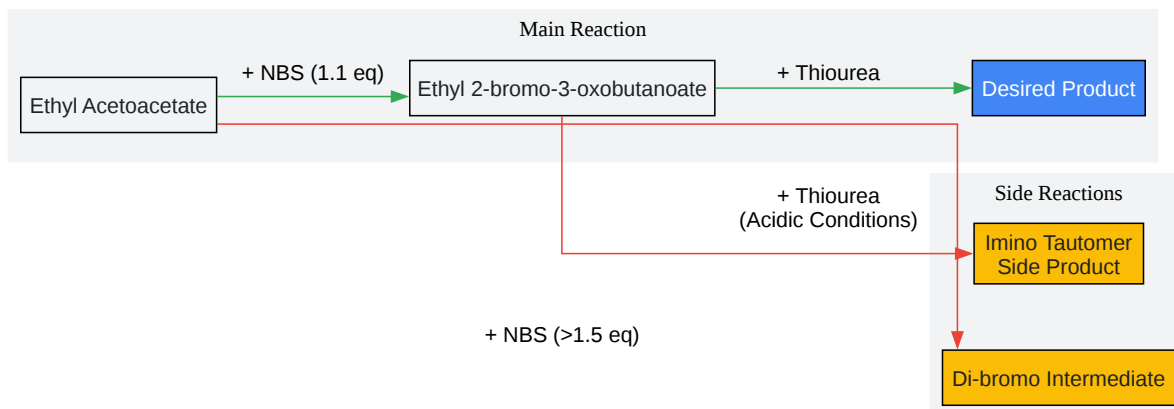 Main Reaction
+ NBS (1.1 eq)
+ Thiourea
Ethyl Acetoacetate
Ethyl 2-bromo-3-oxobutanoate
Desired Product
Side Reactions
+ Thiourea
(Acidic Conditions)
Imino Tautomer
Side Product
+ NBS (>1.5 eq)
Di-bromo Intermediate